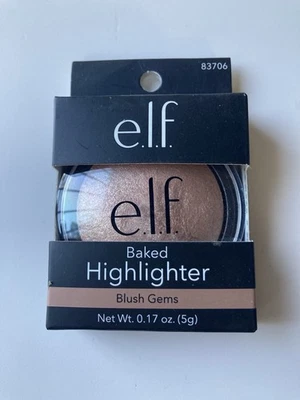 83706
e.l.f.
e.l.f.
Baked
Highlighter
Blush Gems
Net Wt. 0.17 oz. (5g)